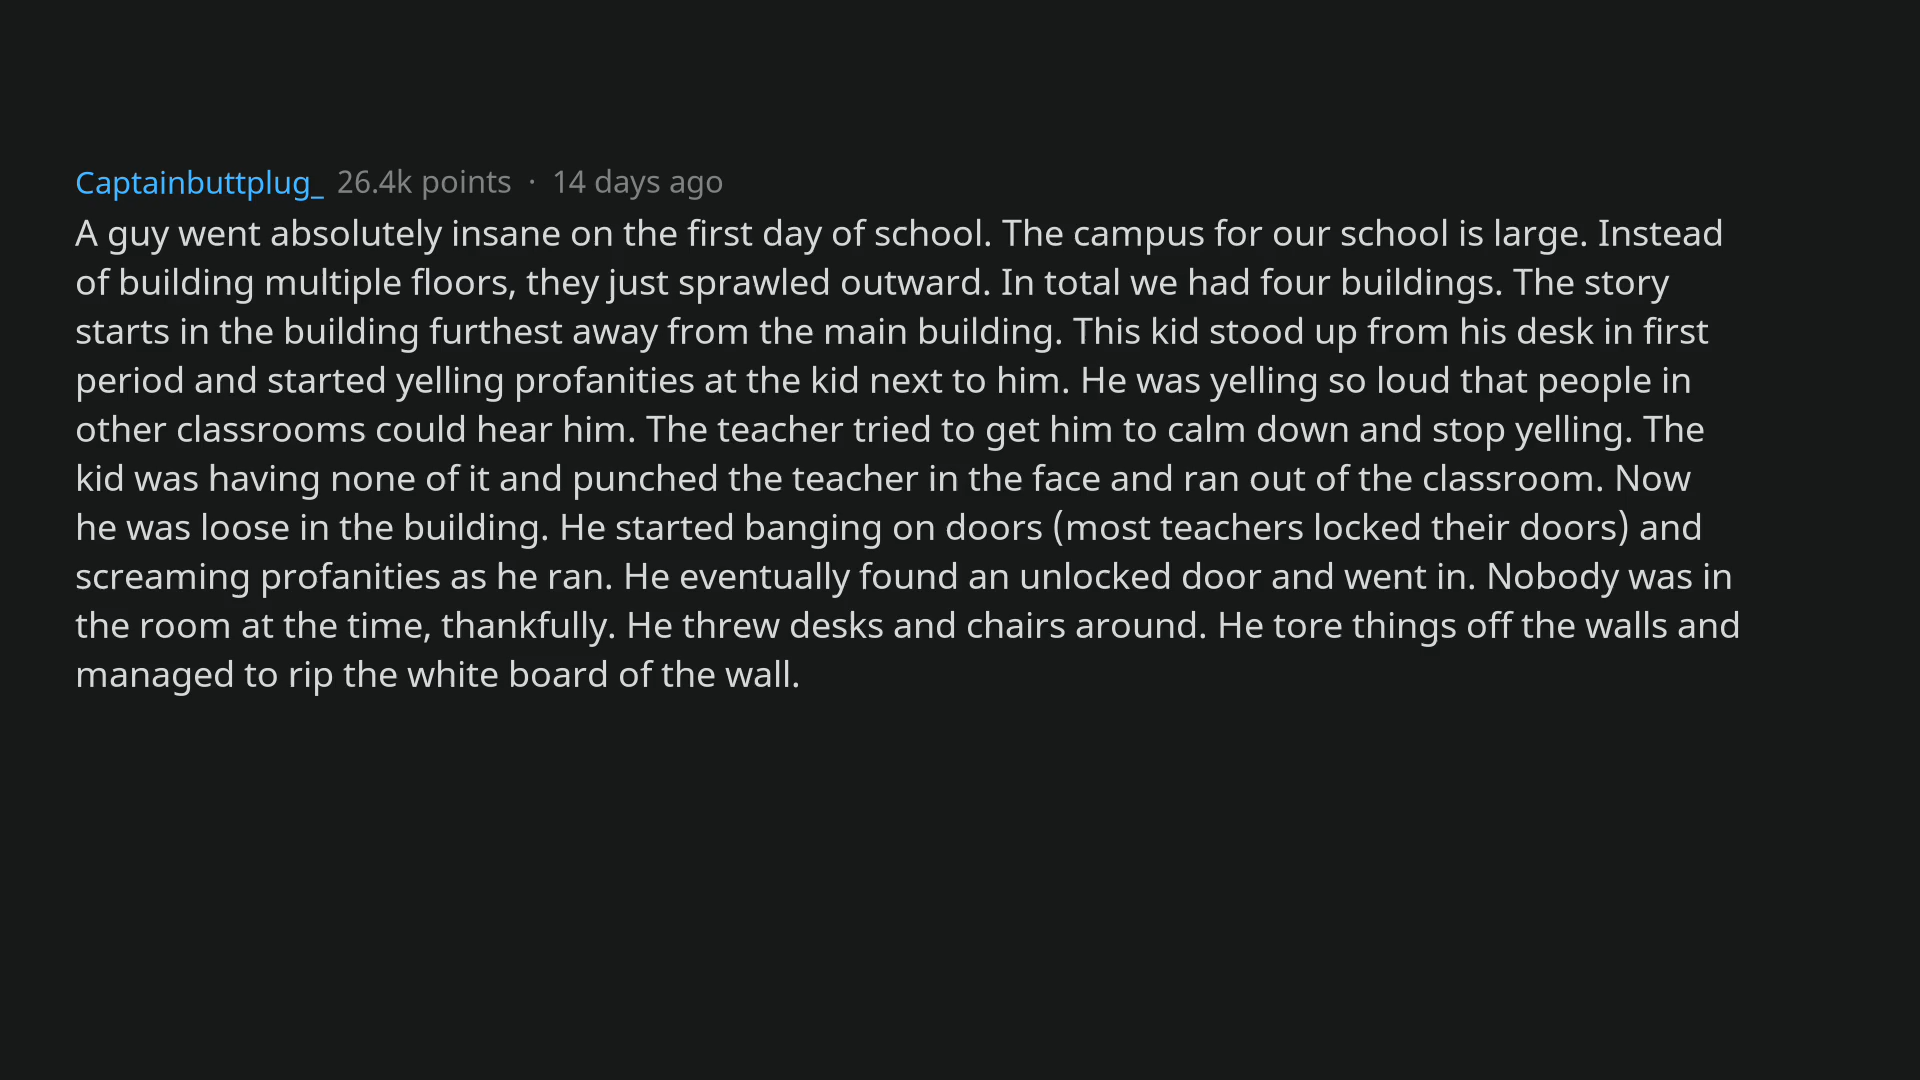 Captainbuttplug_ 26.4k points · 14 days ago
A guy went absolutely insane on the first day of school. The campus for our school is large. Instead
of building multiple floors, they just sprawled outward. In total we had four buildings. The story
starts in the building furthest away from the main building. This kid stood up from his desk in first
period and started yelling profanities at the kid next to him. He was yelling so loud that people in
other classrooms could hear him. The teacher tried to get him to calm down and stop yelling. The
kid was having none of it and punched the teacher in the face and ran out of the classroom. Now
he was loose in the building. He started banging on doors (most teachers locked their doors) and
screaming profanities as he ran. He eventually found an unlocked door and went in. Nobody was in
the room at the time, thankfully. He threw desks and chairs around. He tore things off the walls and
managed to rip the white board of the wall.